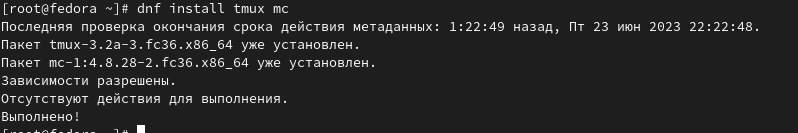 [root@fedora ~]# dnf install tmux mc
Последняя проверка окончания срока действия метаданных: 1:22:49 назад, Пт 23 июн 2023 22:22:48.
Пакет tmux-3.2a-3.fc36.x86_64 уже установлен.
Пакет mc-1:4.8.28-2.fc36.x86_64 уже установлен.
Зависимости разрешены.
Отсутствуют действия для выполнения.
Выполнено!
[root@fedora ~]#